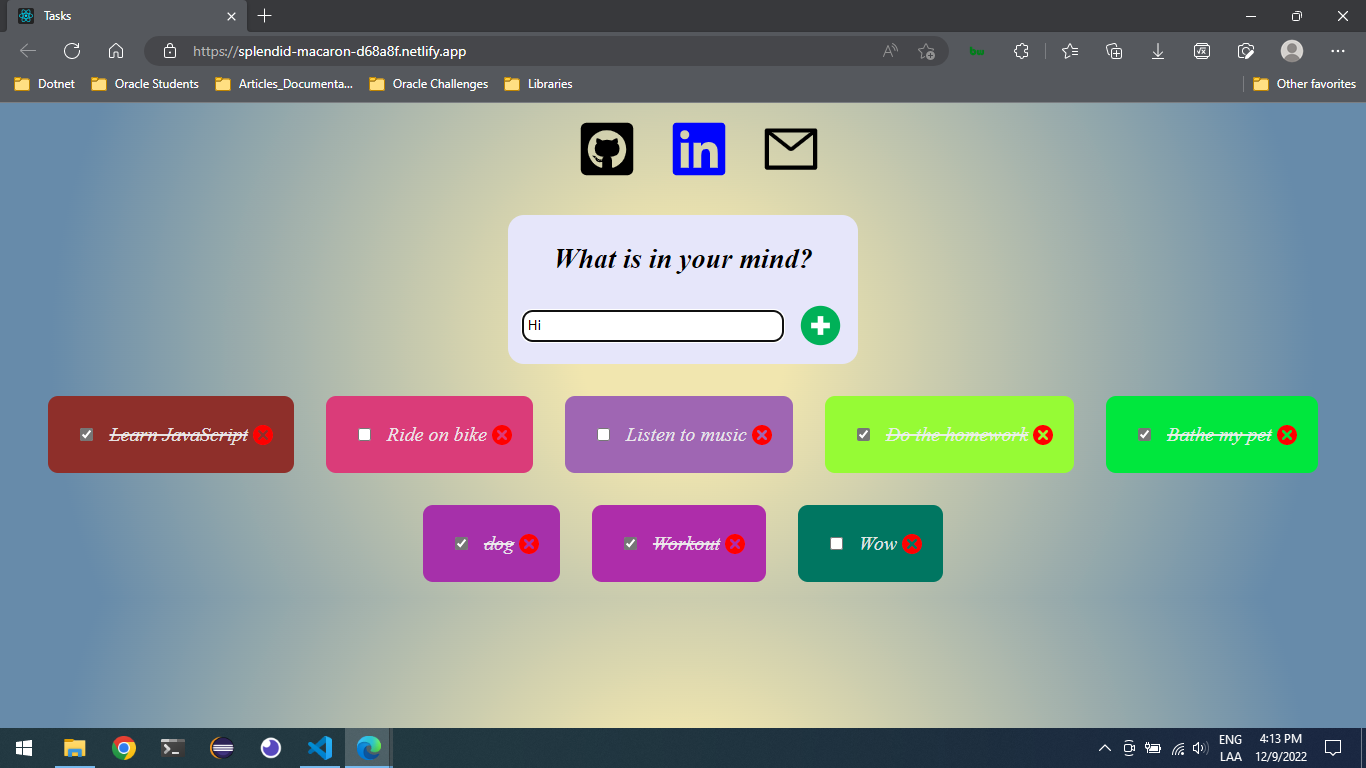 Tasks
https://splendid-macaron-d68a8f.netlify.app
Dotnet Oracle Students Articles_Documenta... Oracle Challenges Libraries Other favorites
in
What is in your mind?
Hi
Learn JavaScript Ride on bike Listen to music Do the homework Bathe my pet
dog Workout Wow
ENG 4:13 PM
LAA 12/9/2022